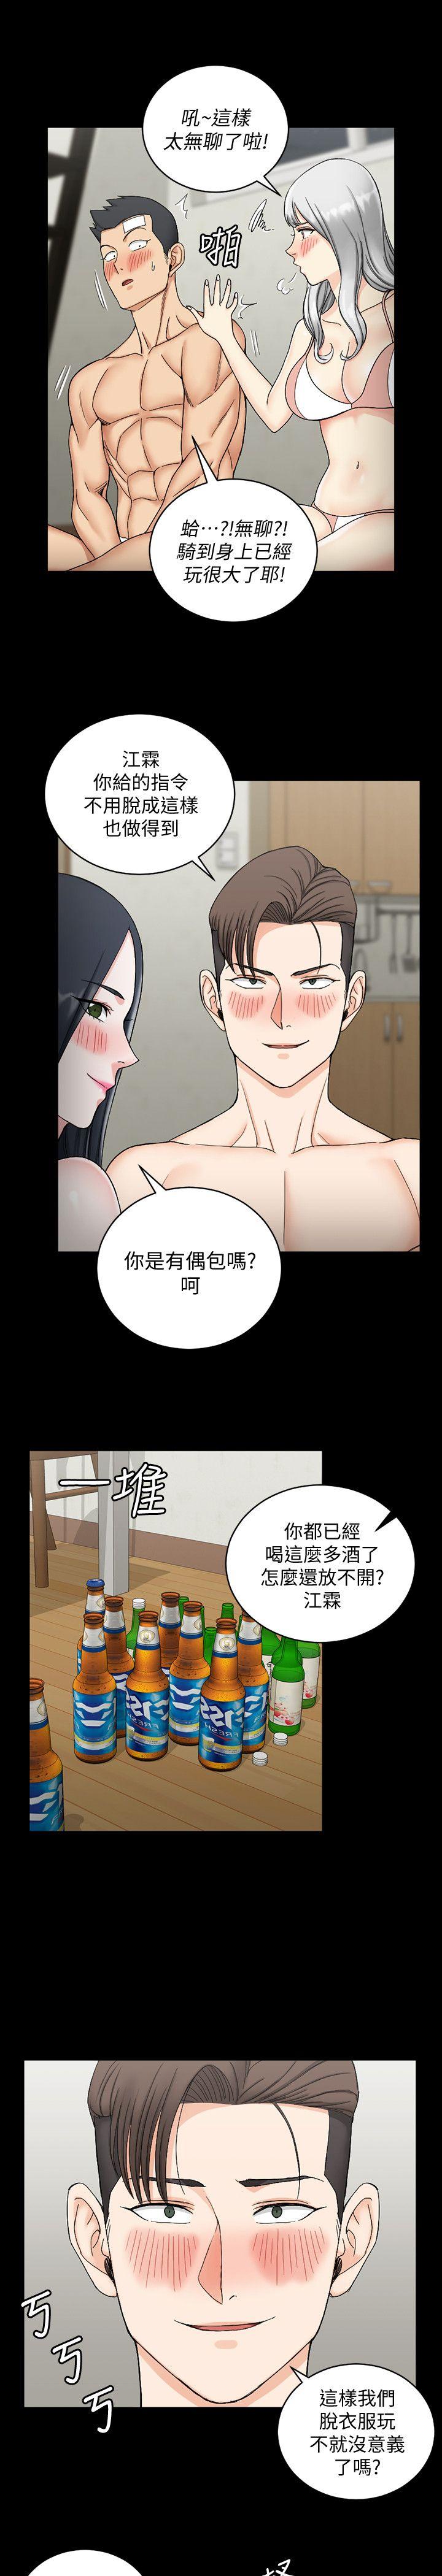 吼~這樣
太無聊了啦!
啪
蛤…?!無聊?!
騎到身上已經
玩很大了耶!
江霖
你給的指令
不用脫成這樣
也做得到
你是有偶包嗎?
呵
一堆
你都已經
喝這麼多酒了
怎麼還放不開?
江霖
FRESH
ㄎ
ㄎ
ㄎ
這樣我們
脫衣服玩
不就沒意義
了嗎?